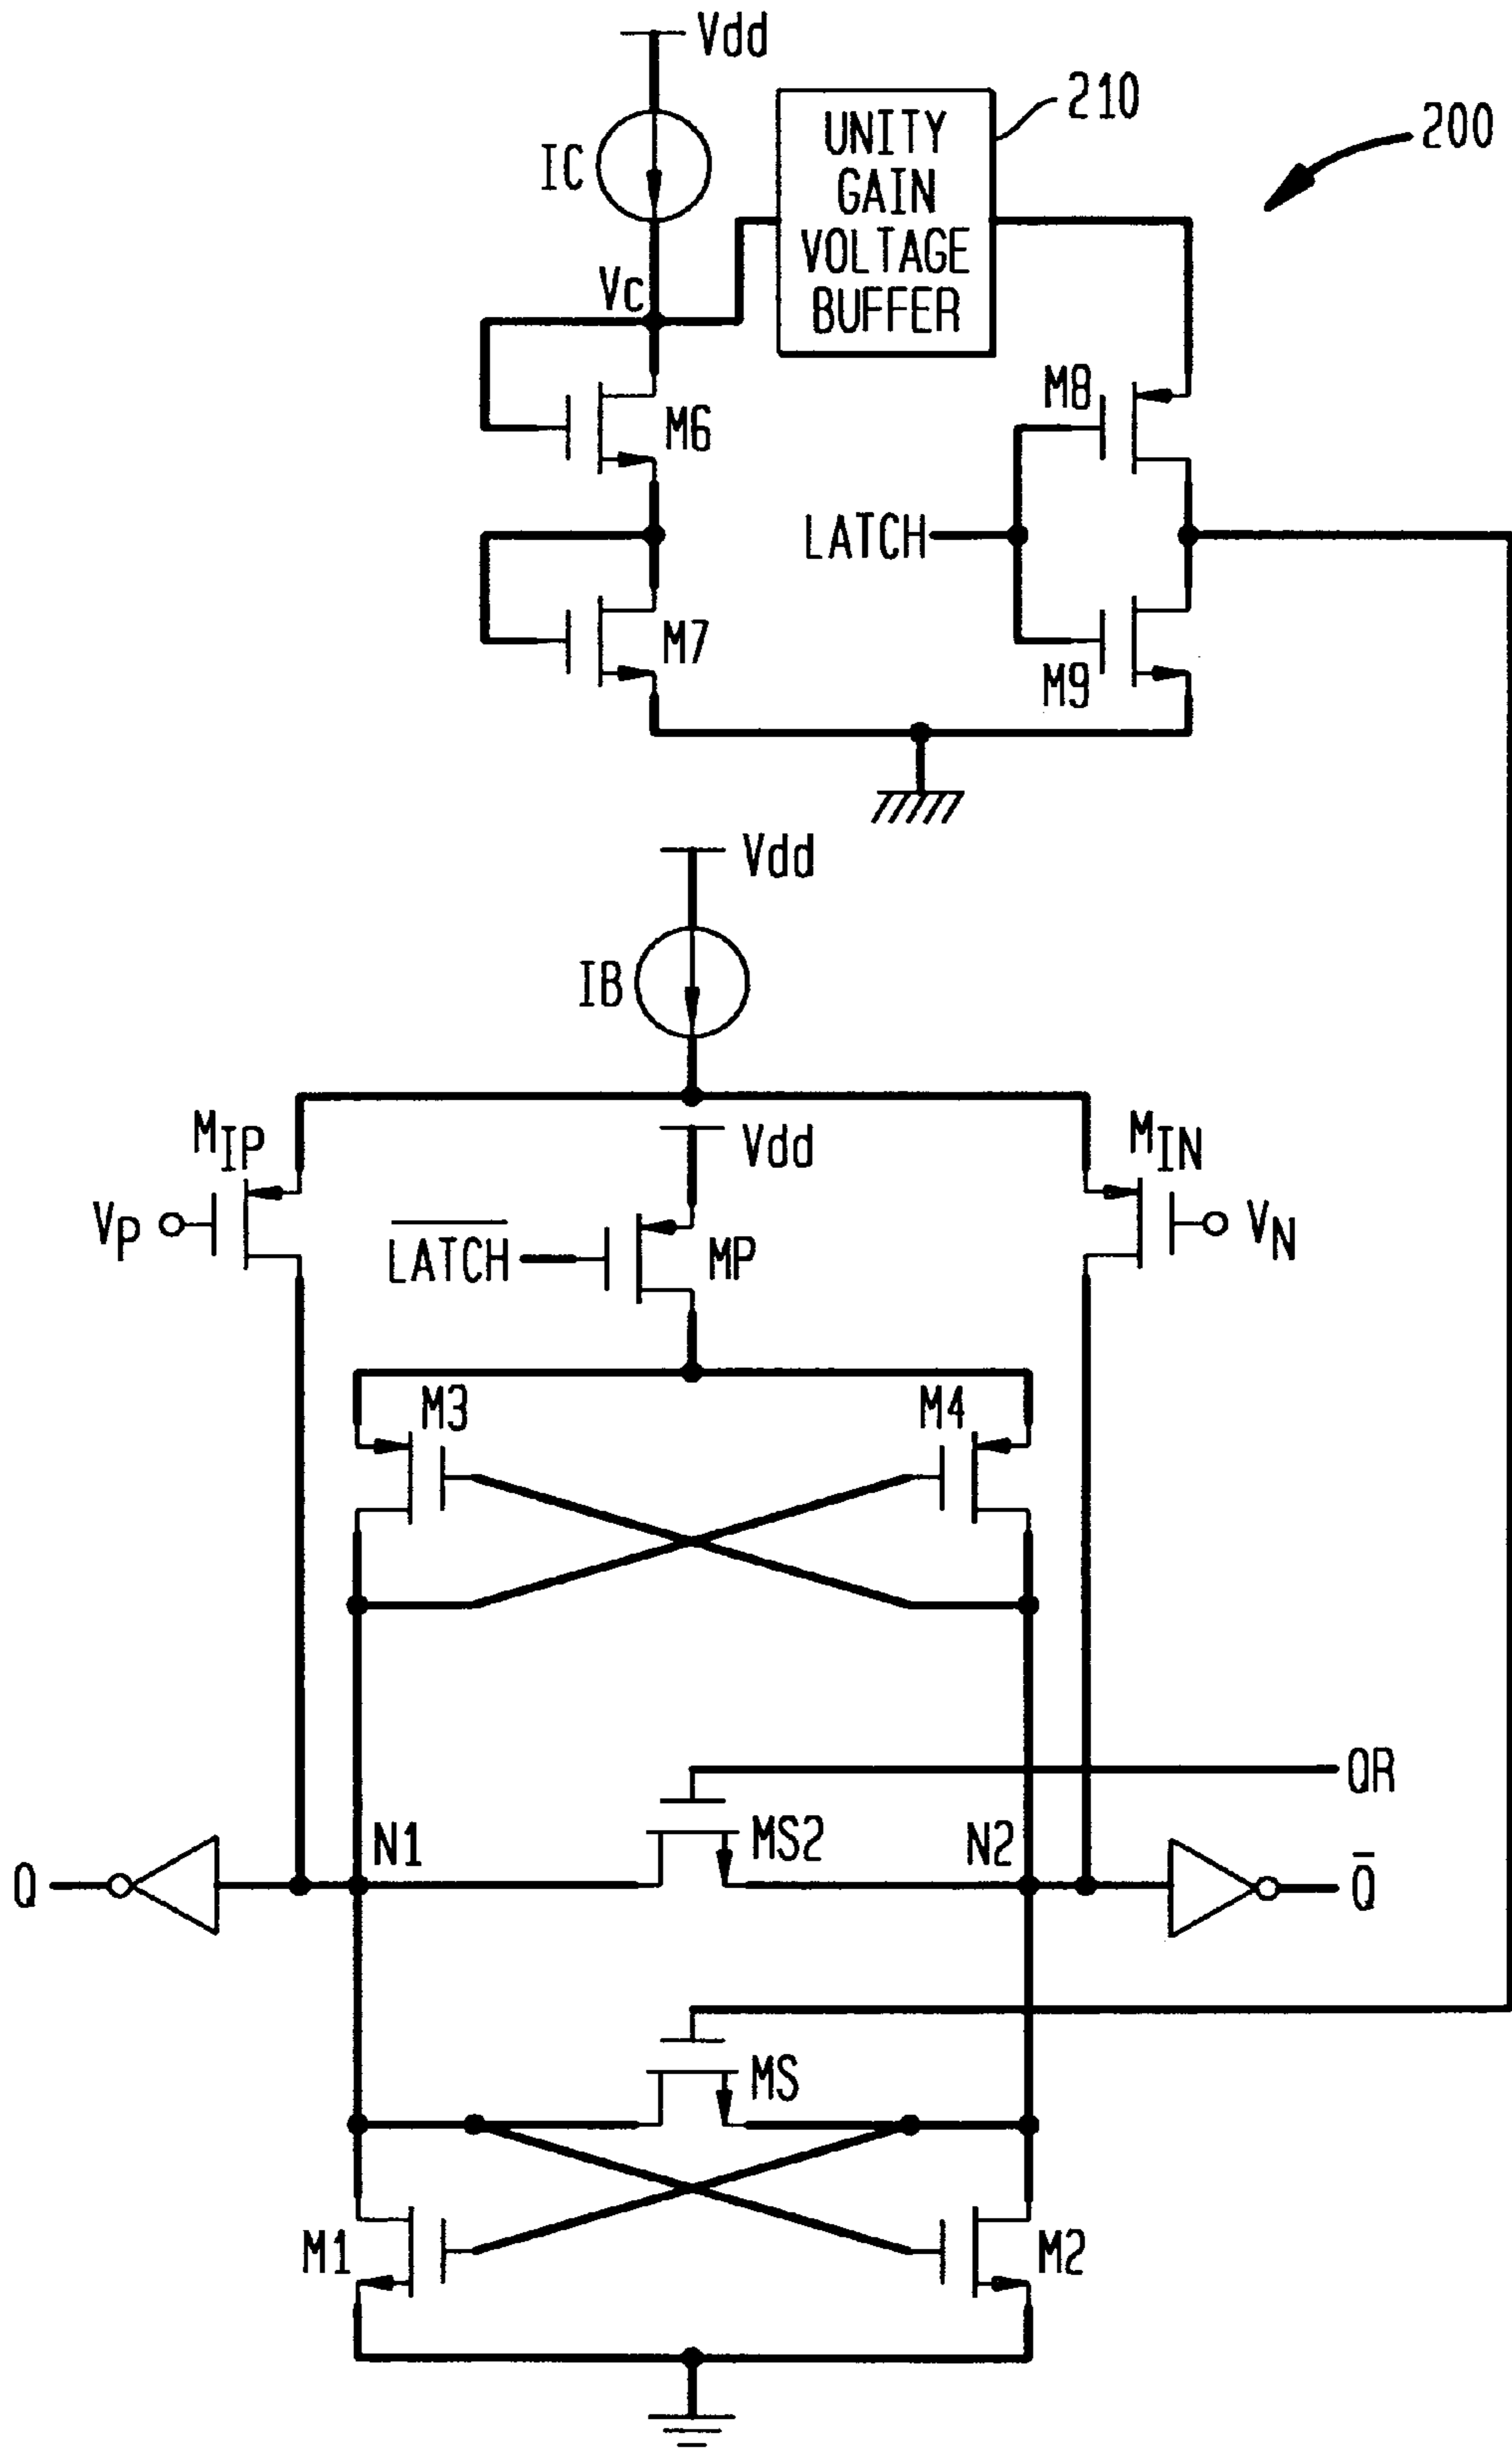 Vdd
210
200
UNITY
GAIN
VOLTAGE
BUFFER
IC
Vc
M8
M6
LATCH
M7
M9
Vdd
IB
MIP
Vdd
MIN
VP
LATCH
MP
VN
M3
M4
QR
N1
MS2
N2
Q
Q̅
MS
M1
M2